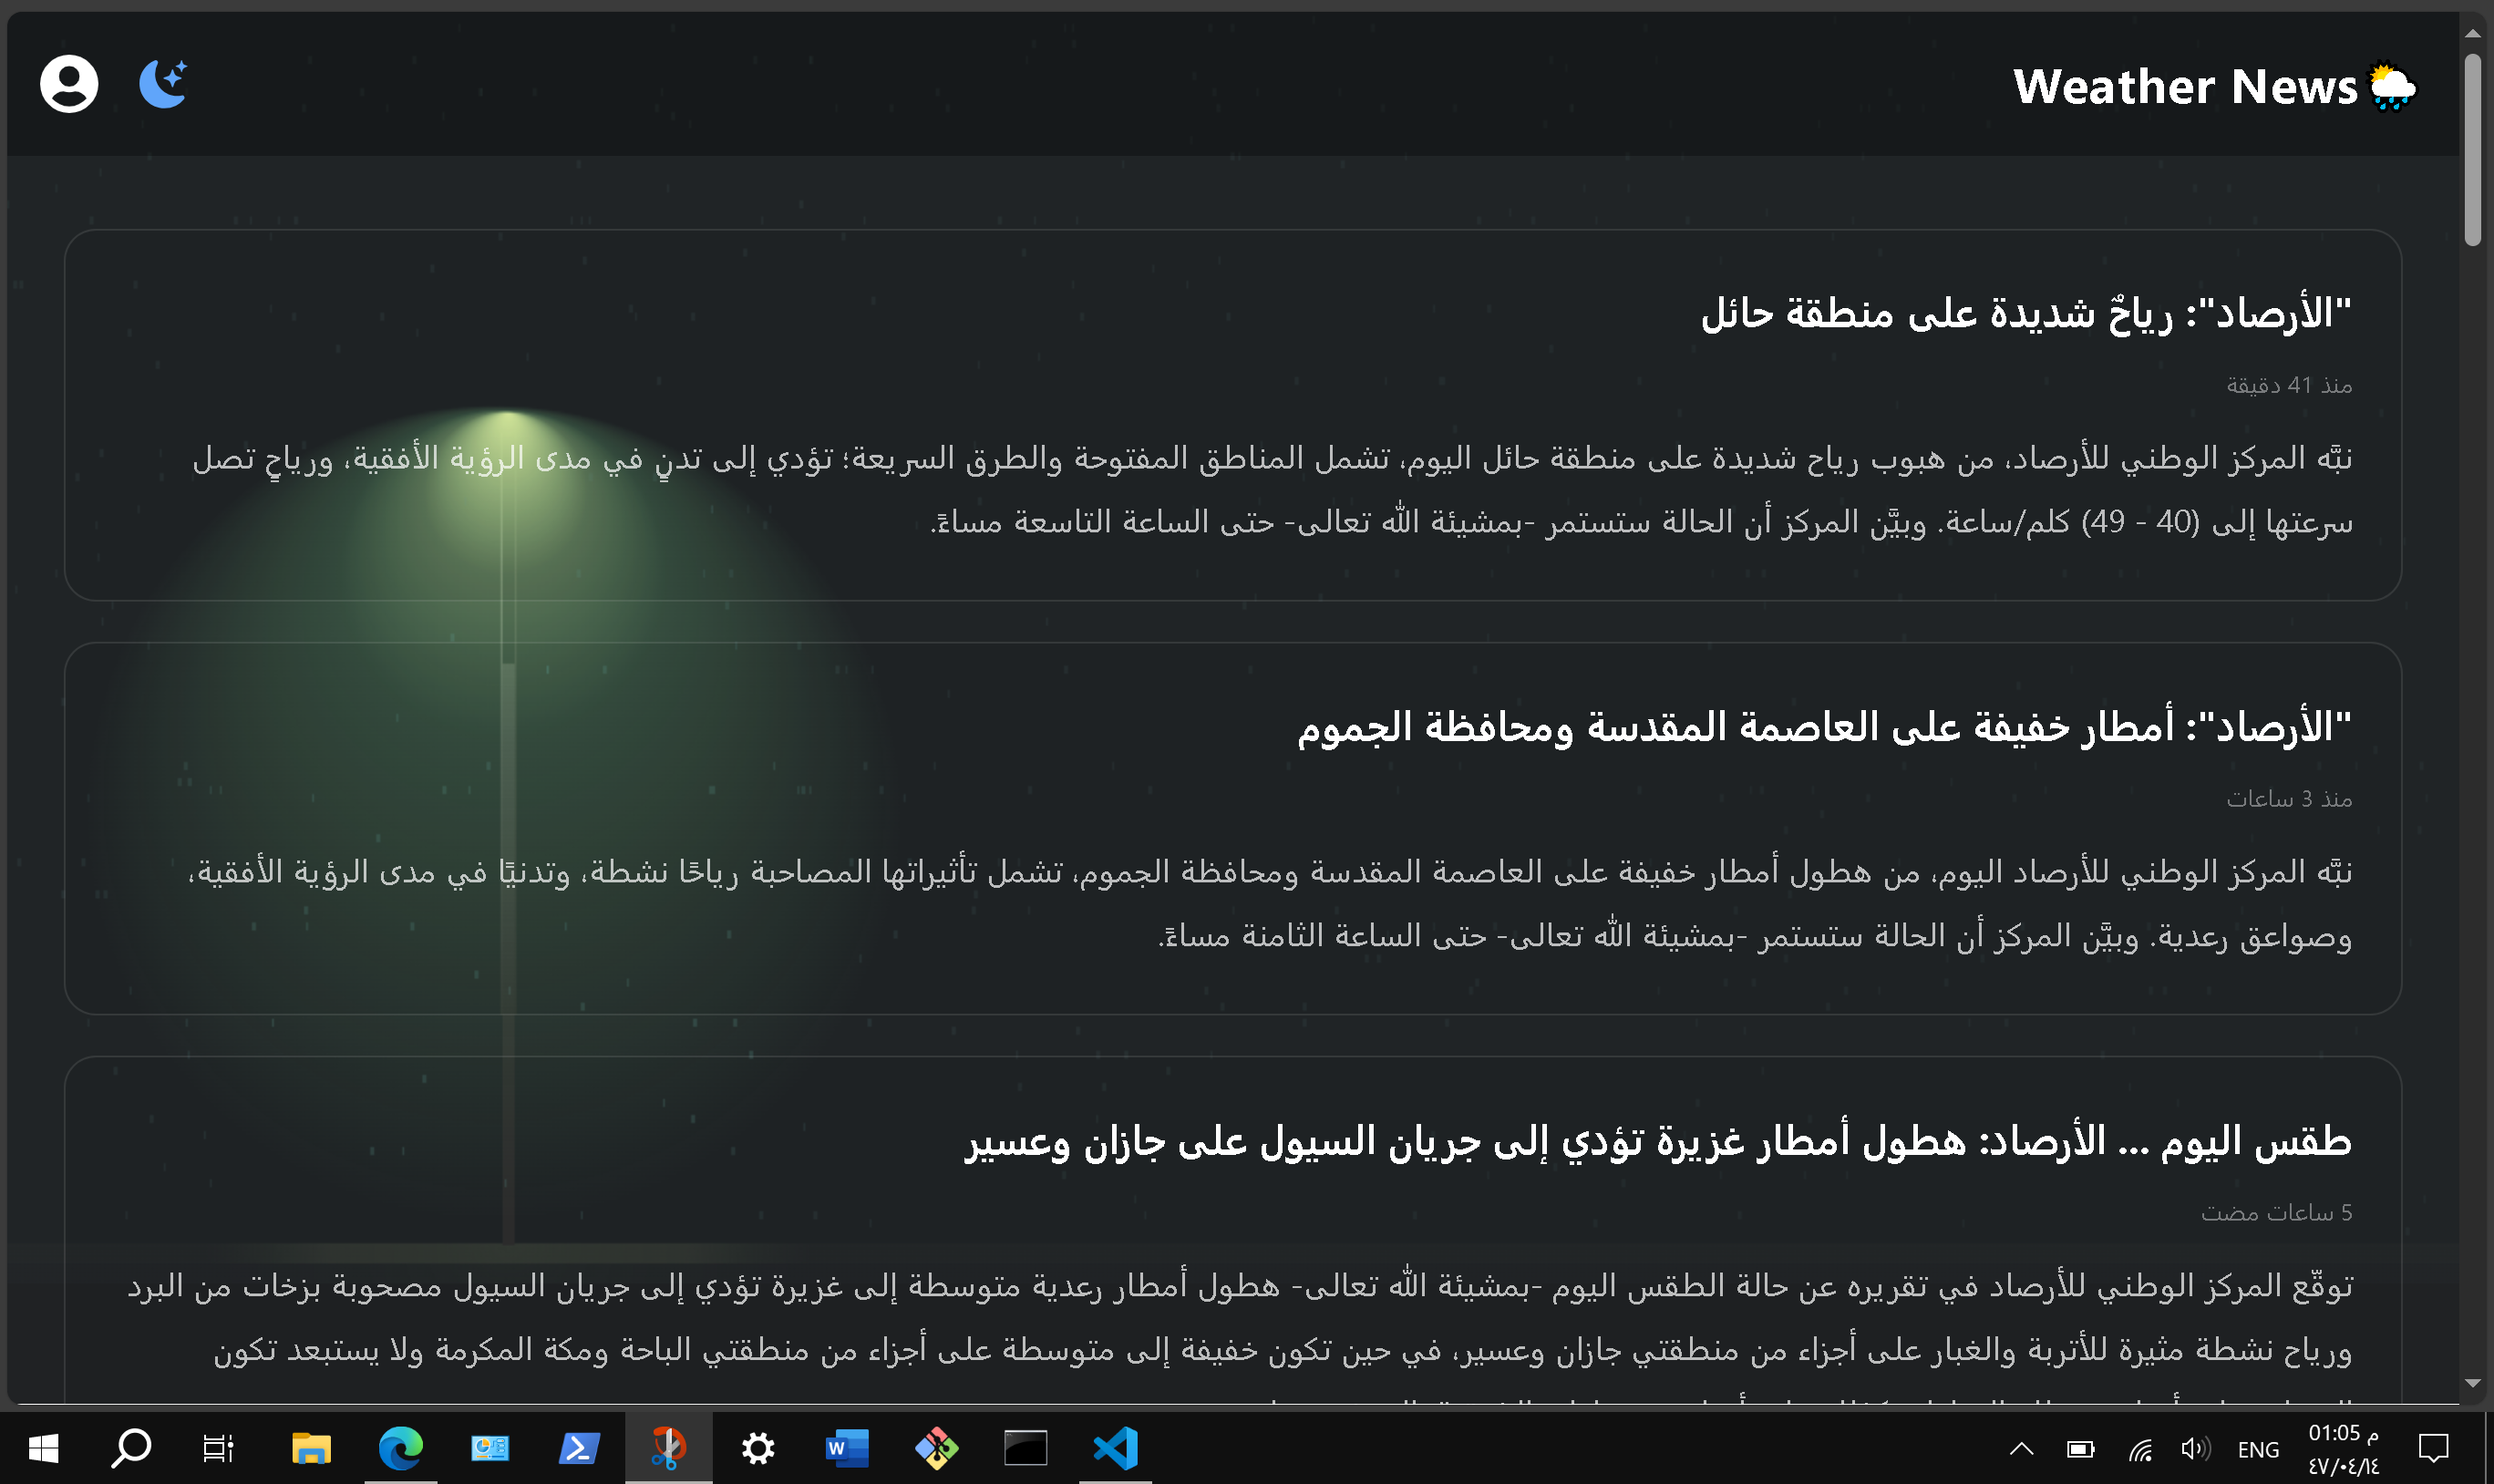 Weather News
"الأرصاد": رياحٌ شديدة على منطقة حائل
منذ 41 دقيقة
نبَّه المركز الوطني للأرصاد، من هبوب رياح شديدة على منطقة حائل اليوم، تشمل المناطق المفتوحة والطرق السريعة؛ تؤدي إلى تدنٍ في مدى الرؤية الأفقية، ورياحٍ تصل
سرعتها إلى (40 - 49) كلم/ساعة. وبيَّن المركز أن الحالة ستستمر -بمشيئة الله تعالى- حتى الساعة التاسعة مساءً.
"الأرصاد": أمطار خفيفة على العاصمة المقدسة ومحافظة الجموم
منذ 3 ساعات
نبَّه المركز الوطني للأرصاد اليوم، من هطول أمطار خفيفة على العاصمة المقدسة ومحافظة الجموم، تشمل تأثيراتها المصاحبة رياحًا نشطة، وتدنيًا في مدى الرؤية الأفقية،
وصواعق رعدية. وبيَّن المركز أن الحالة ستستمر -بمشيئة الله تعالى- حتى الساعة الثامنة مساءً.
طقس اليوم ... الأرصاد: هطول أمطار غزيرة تؤدي إلى جريان السيول على جازان وعسير
5 ساعات مضت
توقّع المركز الوطني للأرصاد في تقريره عن حالة الطقس اليوم -بمشيئة الله تعالى- هطول أمطار رعدية متوسطة إلى غزيرة تؤدي إلى جريان السيول مصحوبة بزخات من البرد
ورياح نشطة مثيرة للأتربة والغبار على أجزاء من منطقتي جازان وعسير، في حين تكون خفيفة إلى متوسطة على أجزاء من منطقتي الباحة ومكة المكرمة ولا يستبعد تكون
ENG
01:05 م
٤٧/٠٤/١٤